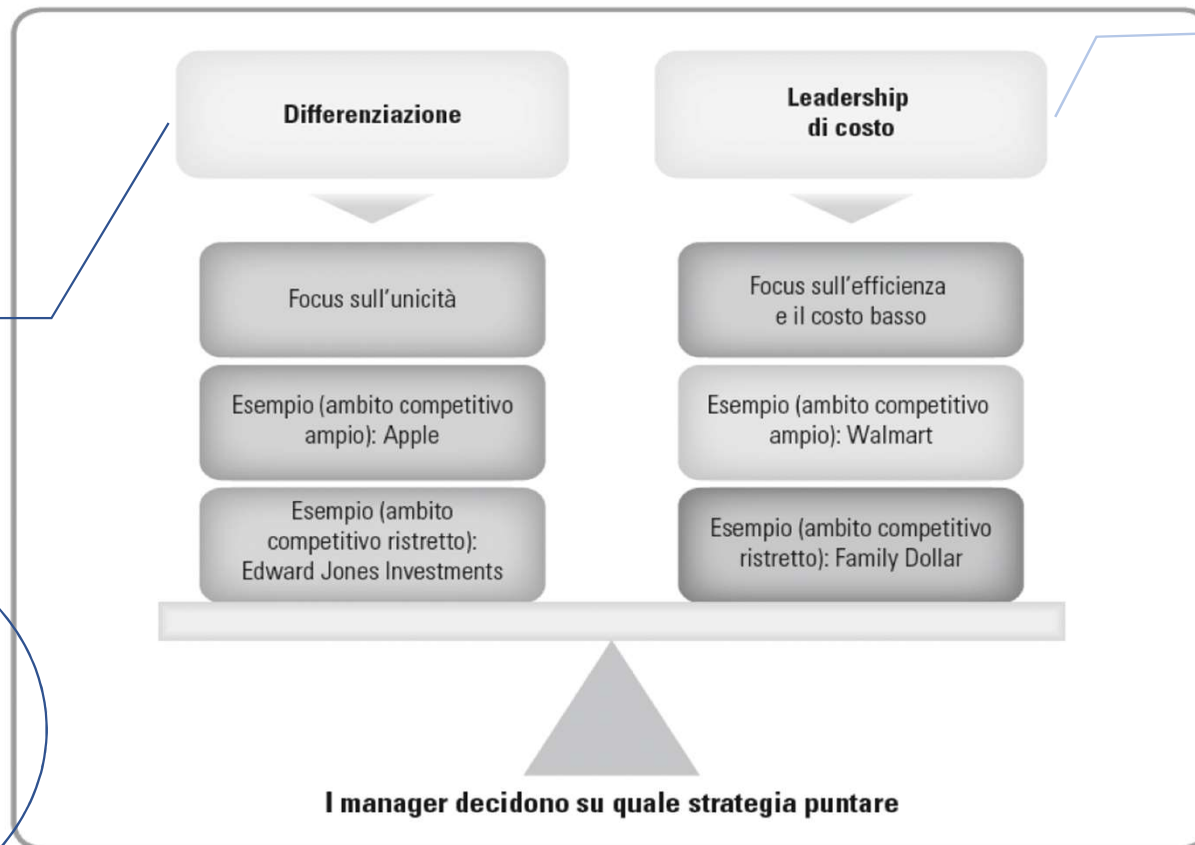 Differenziazione
Focus sull'unicità
Esempio (ambito competitivo
ampio): Apple
Esempio (ambito
competitivo ristretto):
Edward Jones Investments
Leadership
di costo
Focus sull'efficienza
e il costo basso
Esempio (ambito competitivo
ampio): Walmart
Esempio (ambito competitivo
ristretto): Family Dollar
I manager decidono su quale strategia puntare